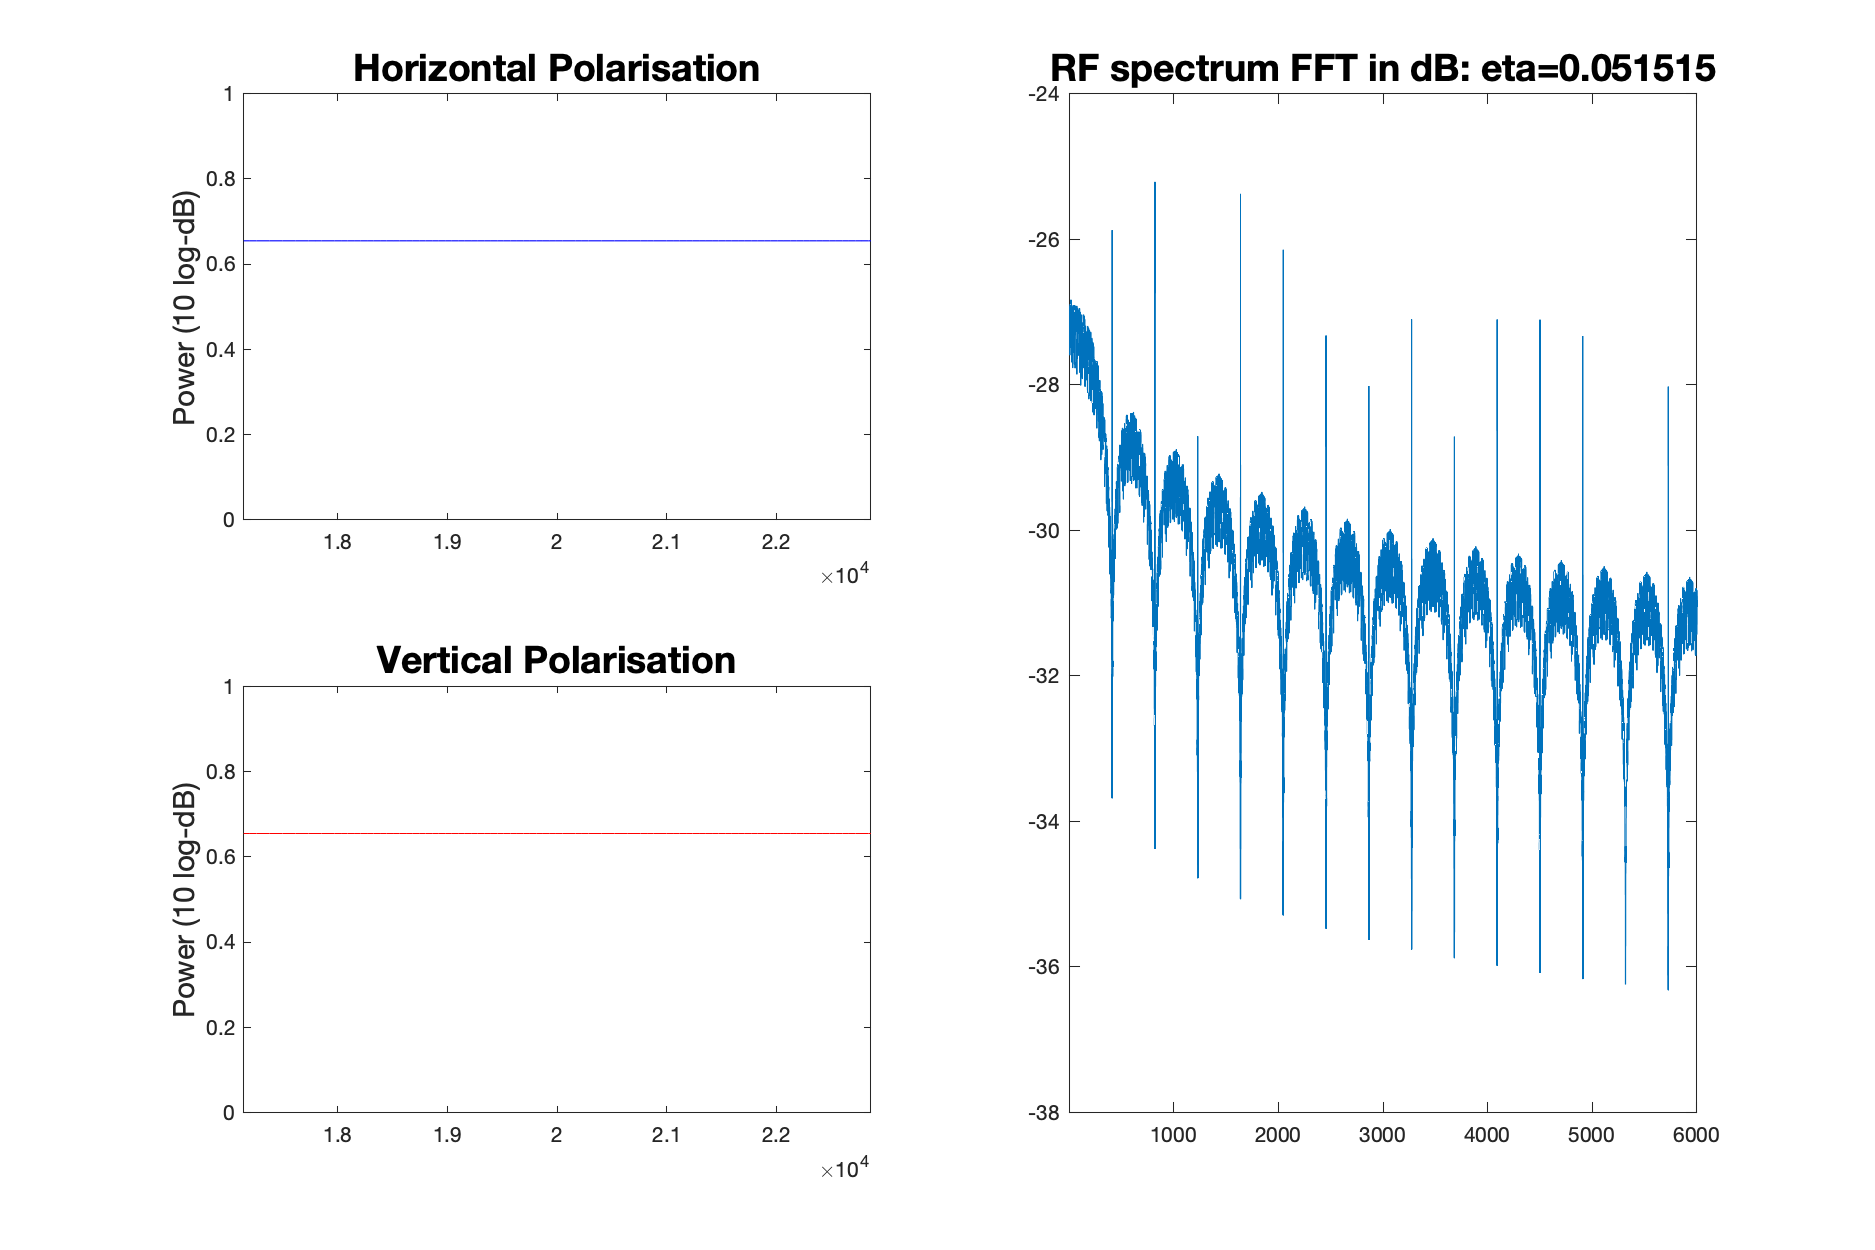 Horizontal Polarisation
Power (10 log-dB)
1
0.8
0.6
0.4
0.2
0
1.8 1.9 2 2.1 2.2
×10^4
Vertical Polarisation
Power (10 log-dB)
1
0.8
0.6
0.4
0.2
0
1.8 1.9 2 2.1 2.2
×10^4
RF spectrum FFT in dB: eta=0.051515
-24
-26
-28
-30
-32
-34
-36
-38
1000 2000 3000 4000 5000 6000